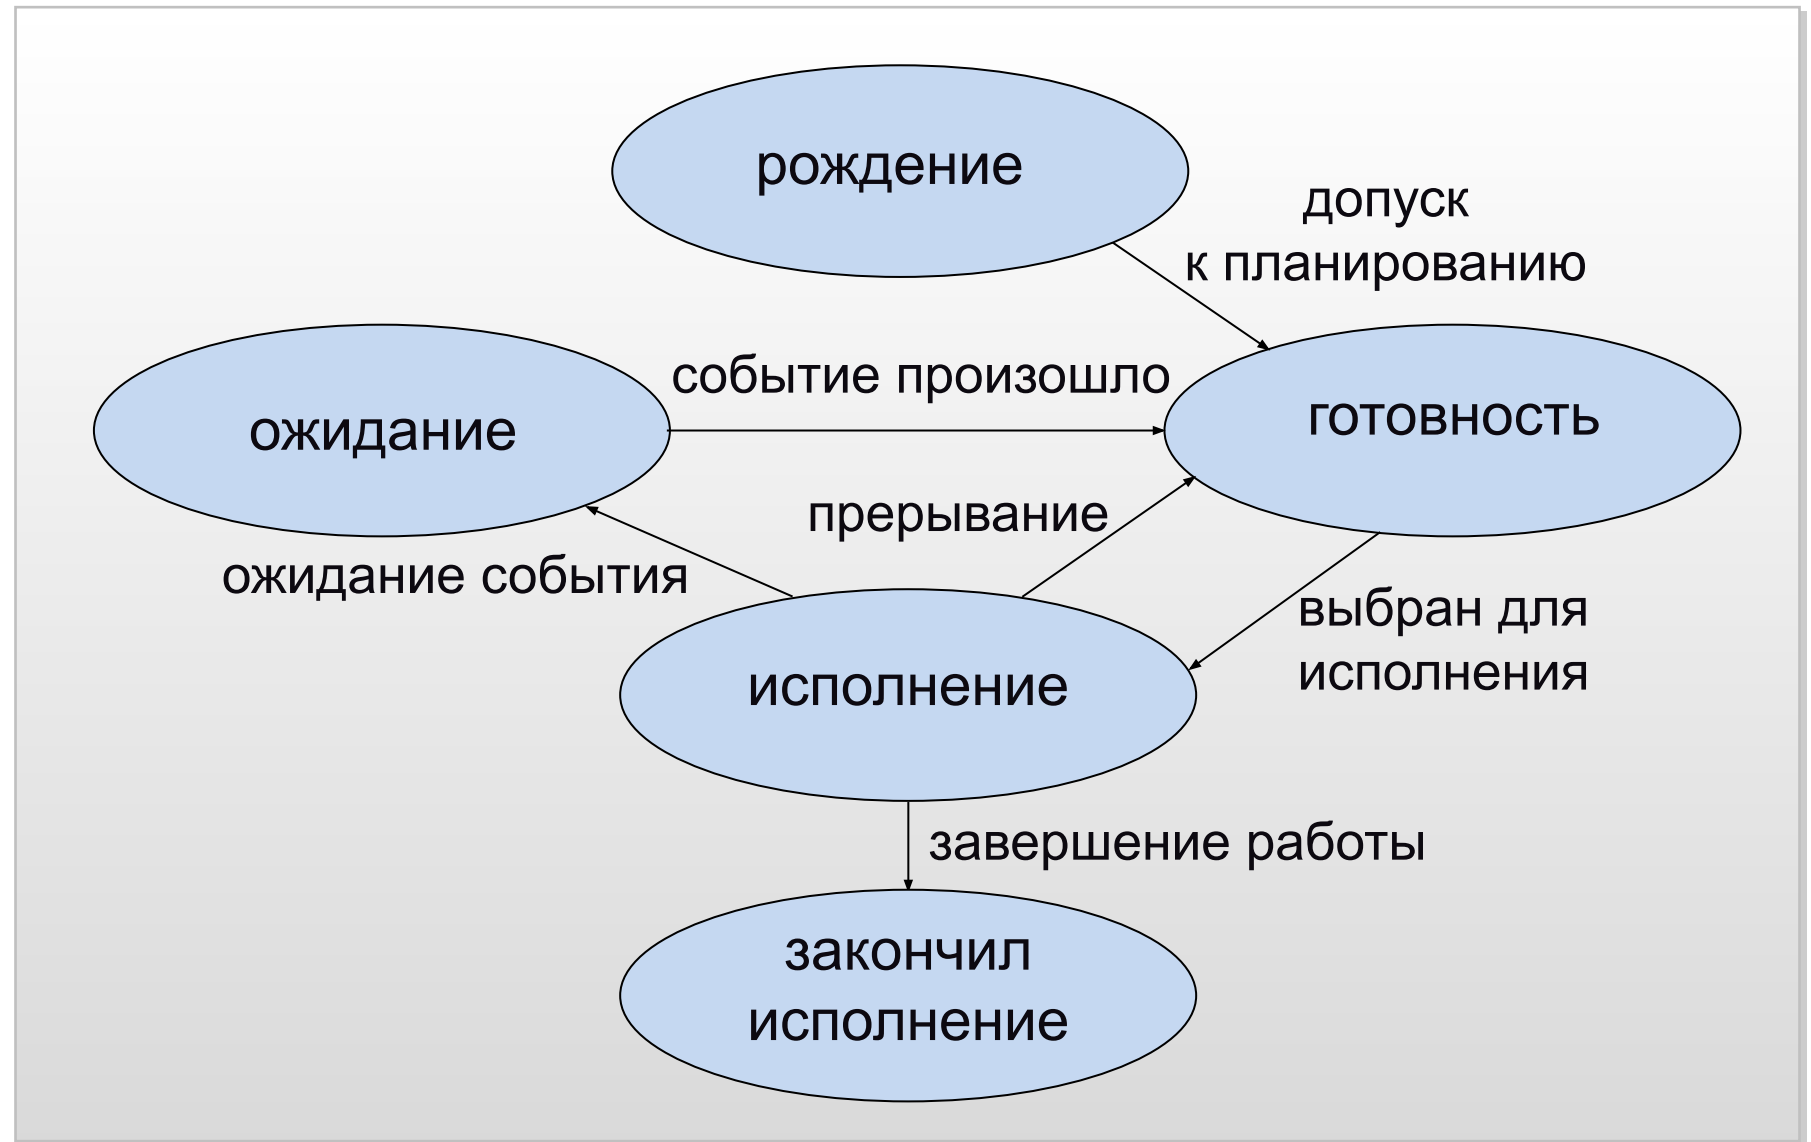 рождение
допуск
к планированию
событие произошло
ожидание
готовность
прерывание
ожидание события
выбран для
исполнения
исполнение
завершение работы
закончил
исполнение